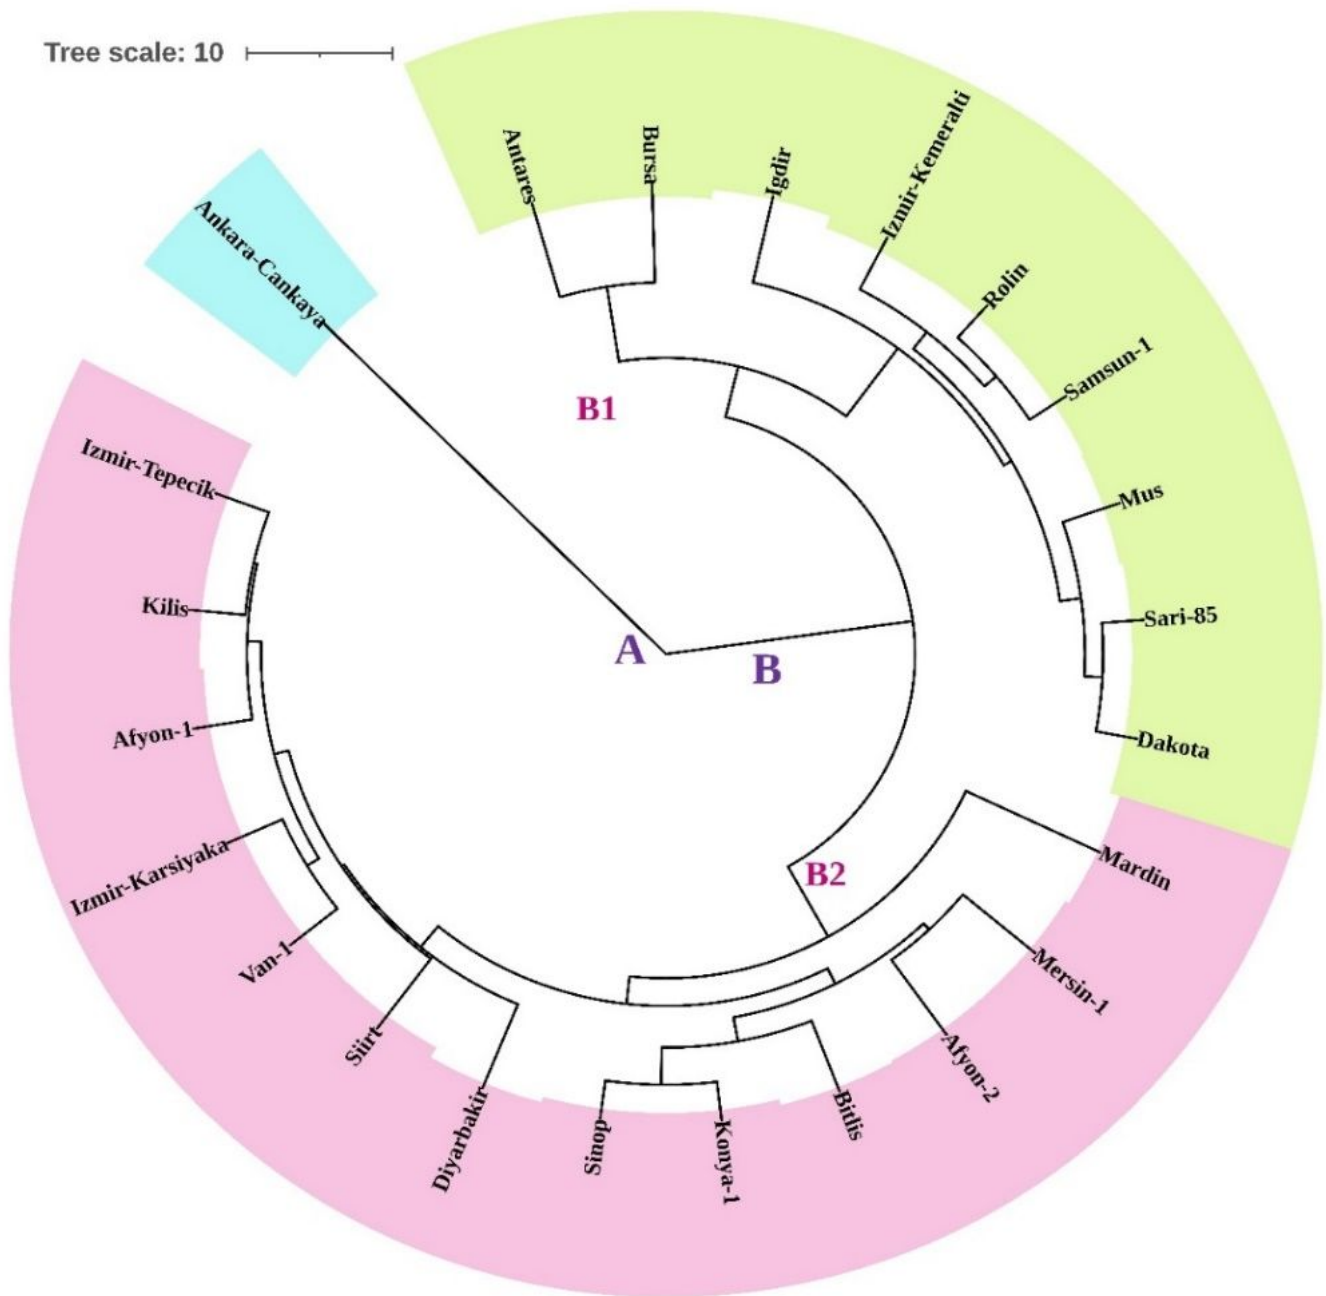 Tree scale: 10
Antares
Bursa
Igdir
Izmir-Kemeralti
Rolin
Samsun-1
Mus
Sari-85
Dakota
Mardin
Mersin-1
Afyon-2
Bitlis
Konya-1
Sinop
Diyarbakir
Siirt
Van-1
Izmir-Karsiyaka
Afyon-1
Kilis
Izmir-Tepecik
Ankara-Cankaya
B1
A
B
B2